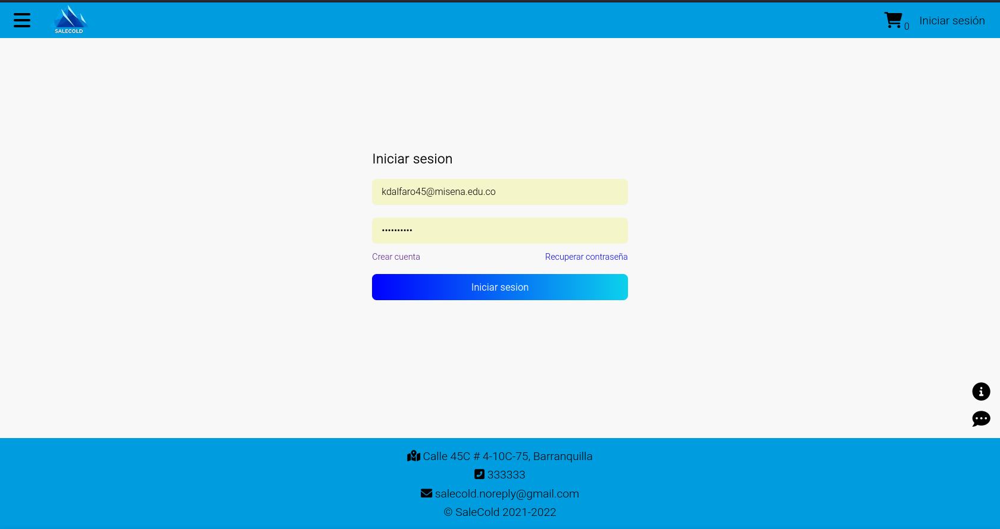 SALECOLD
0
Iniciar sesión
Iniciar sesion
kdalfaro45@misena.edu.co
••••••••••
Crear cuenta
Recuperar contraseña
Iniciar sesion
Calle 45C # 4-10C-75, Barranquilla
333333
salecold.noreply@gmail.com
© SaleCold 2021-2022